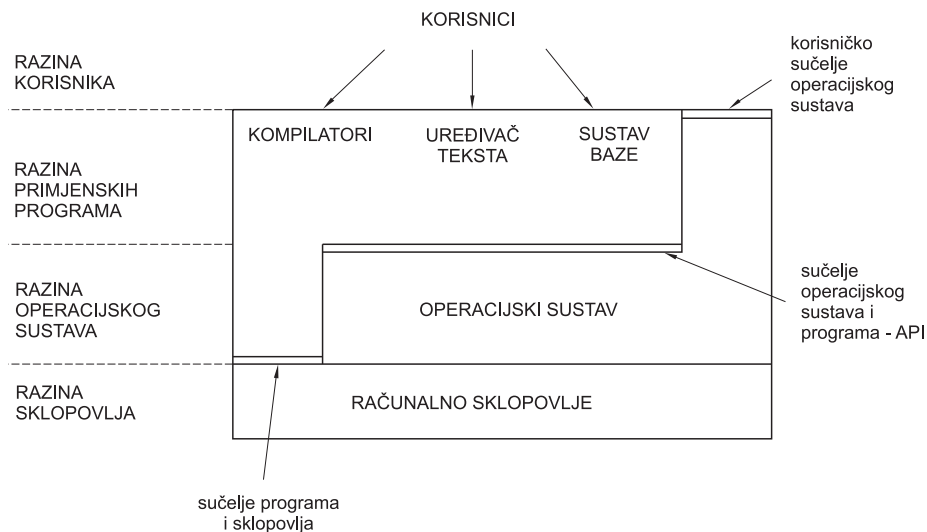 KORISNICI
RAZINA
KORISNIKA
korisničko
sučelje
operacijskog
sustava
KOMPILATORI
UREĐIVAČ
TEKSTA
SUSTAV
BAZE
RAZINA
PRIMJENSKIH
PROGRAMA
RAZINA
OPERACIJSKOG
SUSTAVA
OPERACIJSKI SUSTAV
sučelje
operacijskog
sustava i
programa - API
RAZINA
SKLOPOVLJA
RAČUNALNO SKLOPOVLJE
sučelje programa
i sklopovlja